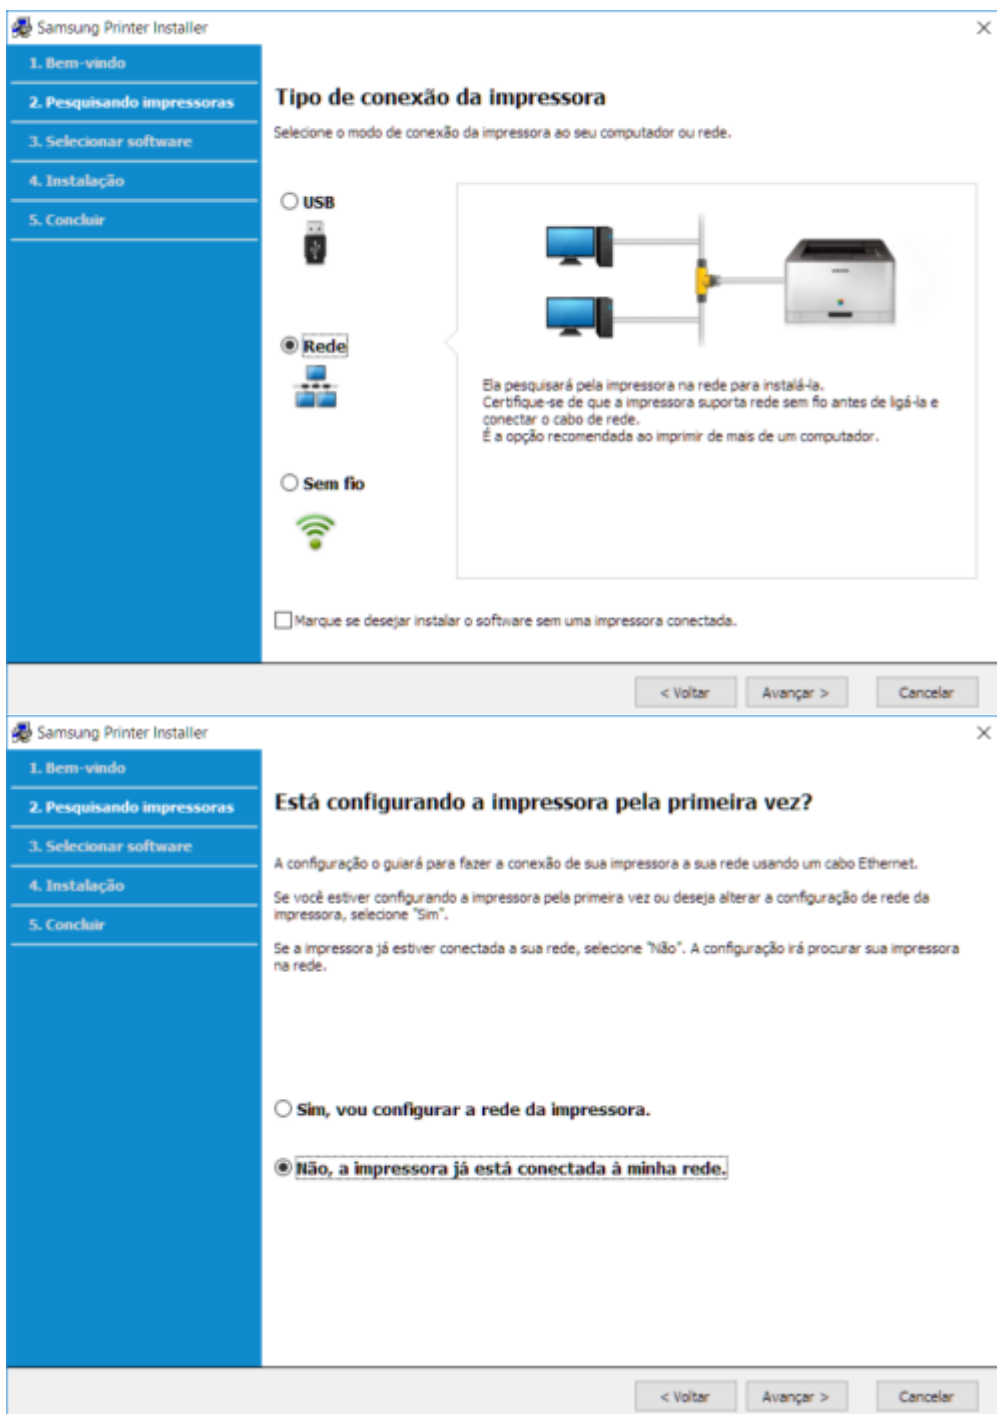 Samsung Printer Installer
1. Bem-vindo
2. Pesquisando impressoras
3. Selecionar software
4. Instalação
5. Concluir
Tipo de conexão da impressora
Selecione o modo de conexão da impressora ao seu computador ou rede.
USB
Rede
Sem fio
Ela pesquisará pela impressora na rede para instalá-la.
Certifique-se de que a impressora suporta rede sem fio antes de ligá-la e
conectar o cabo de rede.
É a opção recomendada ao imprimir de mais de um computador.
Marque se desejar instalar o software sem uma impressora conectada.
< Voltar
Avançar >
Cancelar
Samsung Printer Installer
1. Bem-vindo
2. Pesquisando impressoras
3. Selecionar software
4. Instalação
5. Concluir
Está configurando a impressora pela primeira vez?
A configuração o guiará para fazer a conexão de sua impressora a sua rede usando um cabo Ethernet.
Se você estiver configurando a impressora pela primeira vez ou deseja alterar a configuração de rede da
impressora, selecione "Sim".
Se a impressora já estiver conectada a sua rede, selecione "Não". A configuração irá procurar sua impressora
na rede.
Sim, vou configurar a rede da impressora.
Não, a impressora já está conectada à minha rede.
< Voltar
Avançar >
Cancelar